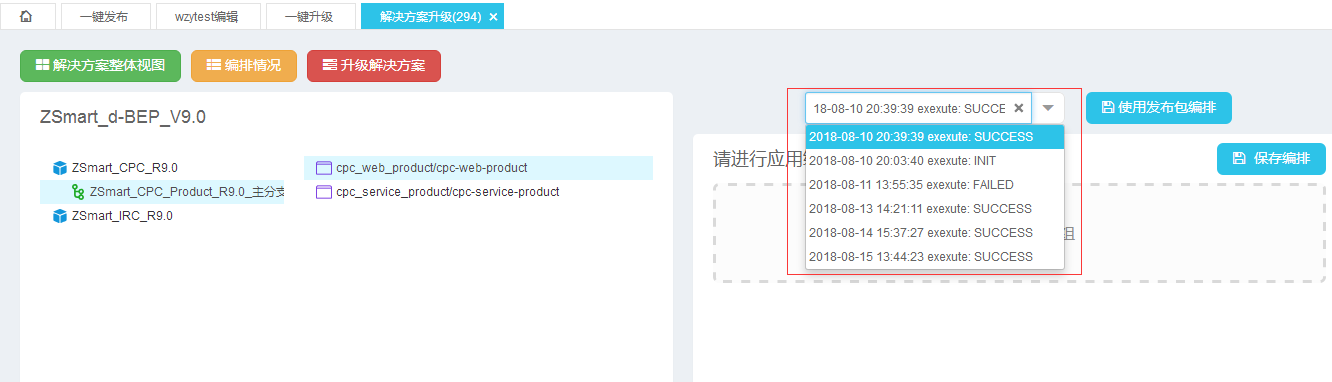 一键发布
wzytest编辑
一键升级
解决方案升级(294)
解决方案整体视图
编排情况
升级解决方案
ZSmart_d-BEP_V9.0
ZSmart_CPC_R9.0
ZSmart_CPC_Product_R9.0_主分支
ZSmart_IRC_R9.0
cpc_web_product/cpc-web-product
cpc_service_product/cpc-service-product
18-08-10 20:39:39 exexute: SUCCE
使用发布包编排
2018-08-10 20:39:39 exexute: SUCCESS
2018-08-10 20:03:40 exexute: INIT
2018-08-11 13:55:35 exexute: FAILED
2018-08-13 14:21:11 exexute: SUCCESS
2018-08-14 15:37:27 exexute: SUCCESS
2018-08-15 13:44:23 exexute: SUCCESS
请进行应用
保存编排
组